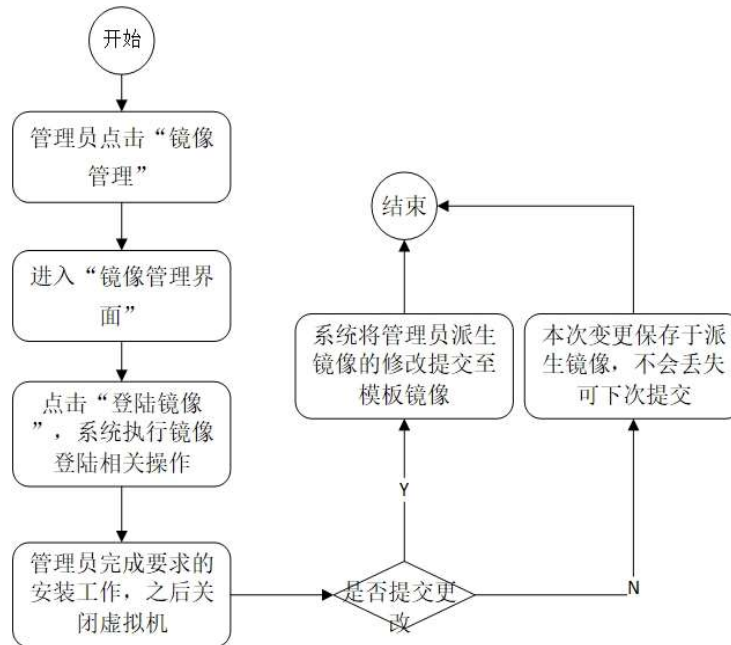 开始
管理员点击“镜像
管理”
进入“镜像管理界
面”
点击“登陆镜像
”，系统执行镜像
登陆相关操作
管理员完成要求的
安装工作，之后关
闭虚拟机
是否提交更
改
Y
系统将管理员派生
镜像的修改提交至
模板镜像
N
本次变更保存于派
生镜像，不会丢失
可下次提交
结束